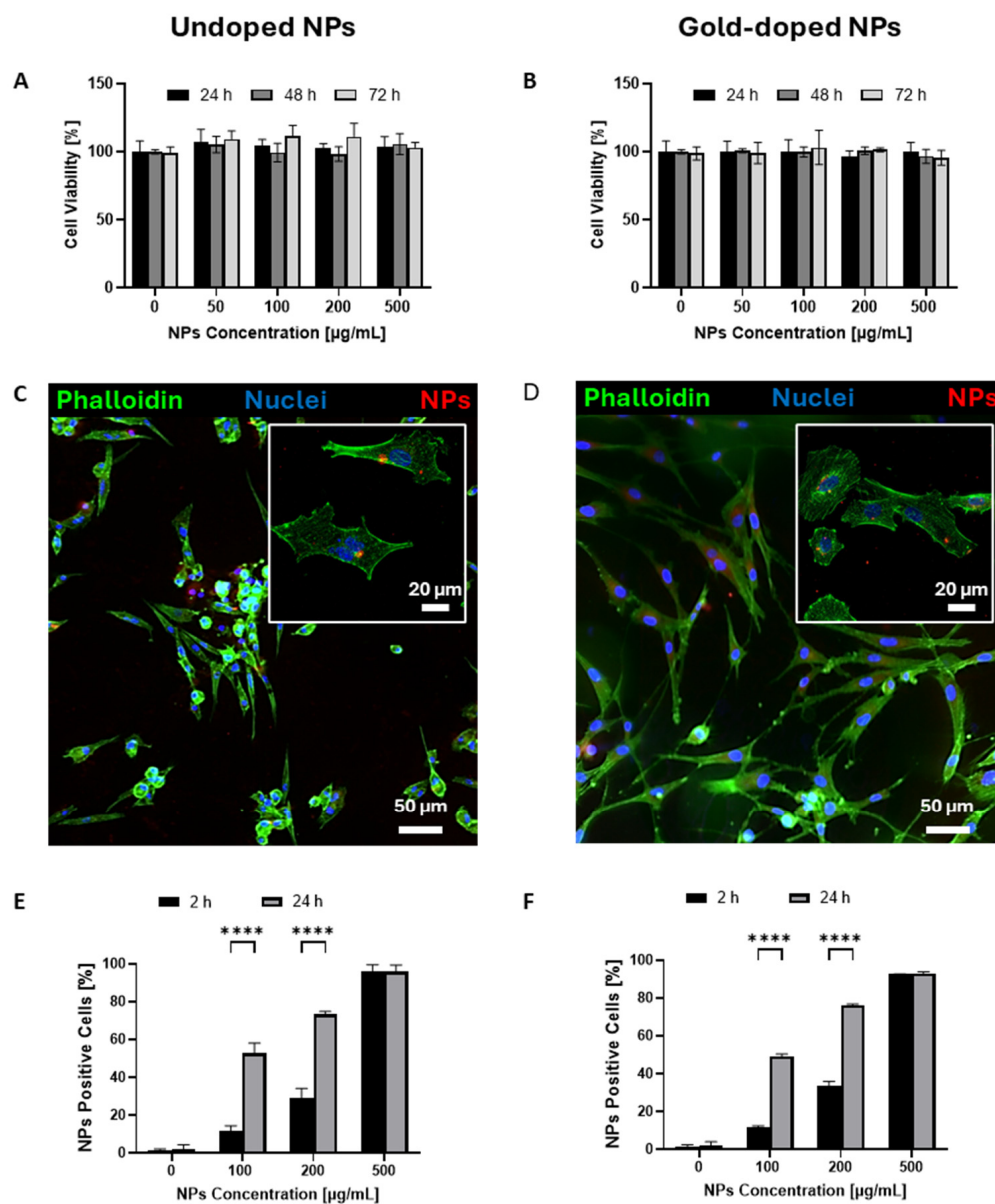 Undoped NPs
Gold-doped NPs
A
24 h 48 h 72 h
Cell Viability [%]
150
100
50
0
0 50 100 200 500
NPs Concentration [µg/mL]
B
24 h 48 h 72 h
Cell Viability [%]
150
100
50
0
0 50 100 200 500
NPs Concentration [µg/mL]
C
Phalloidin Nuclei NPs
20 µm
50 µm
D
Phalloidin Nuclei NPs
20 µm
50 µm
E
2 h 24 h
**** ****
NPs Positive Cells [%]
100
80
60
40
20
0
0 100 200 500
NPs Concentration [µg/mL]
F
2 h 24 h
**** ****
NPs Positive Cells [%]
100
80
60
40
20
0
0 100 200 500
NPs Concentration [µg/mL]